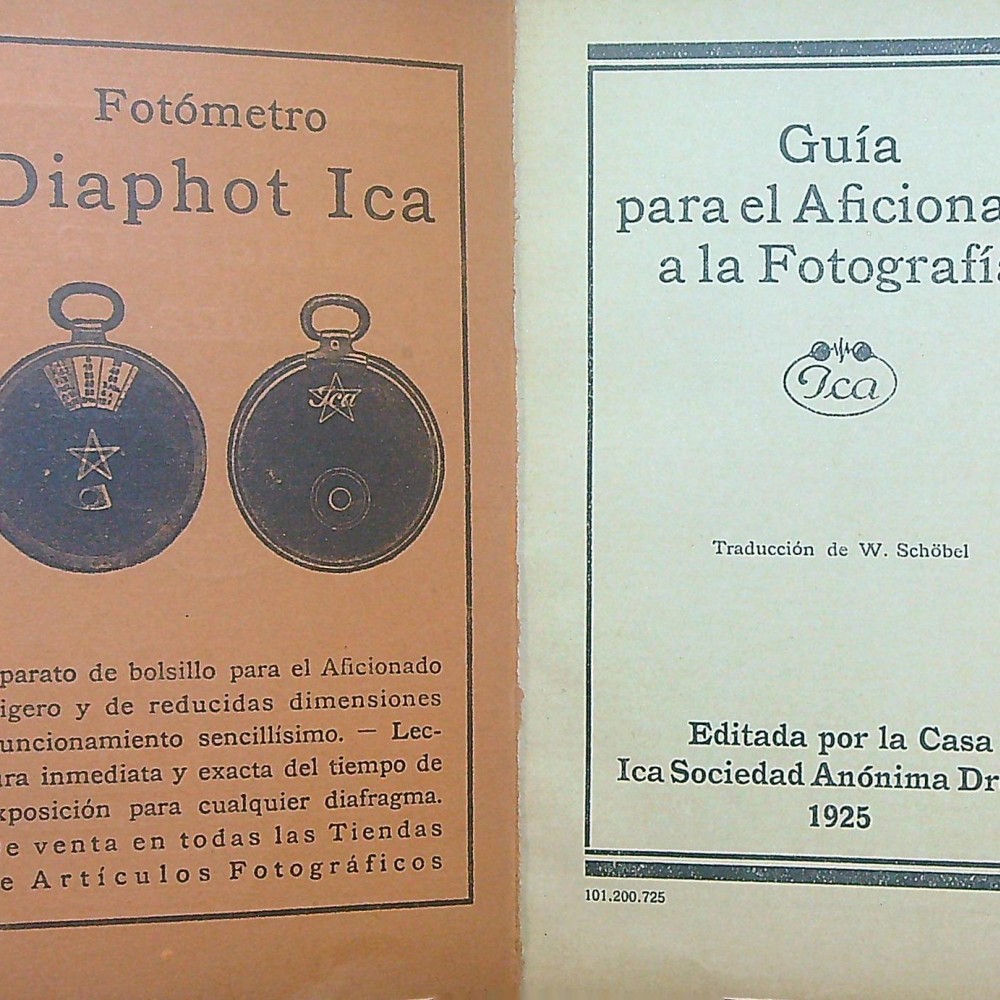 Fotómetro
Diaphot Ica
Ica
parato de bolsillo para el Aficionado
igero y de reducidas dimensiones
uncionamiento sencillísimo. — Lec-
ura inmediata y exacta del tiempo de
xposición para cualquier diafragma.
e venta en todas las Tiendas
e Artículos Fotográficos
Guía
para el Aficiona
a la Fotografía
Ica
Traducción de W. Schöbel
Editada por la Casa
Ica Sociedad Anónima Dr
1925
101.200.725